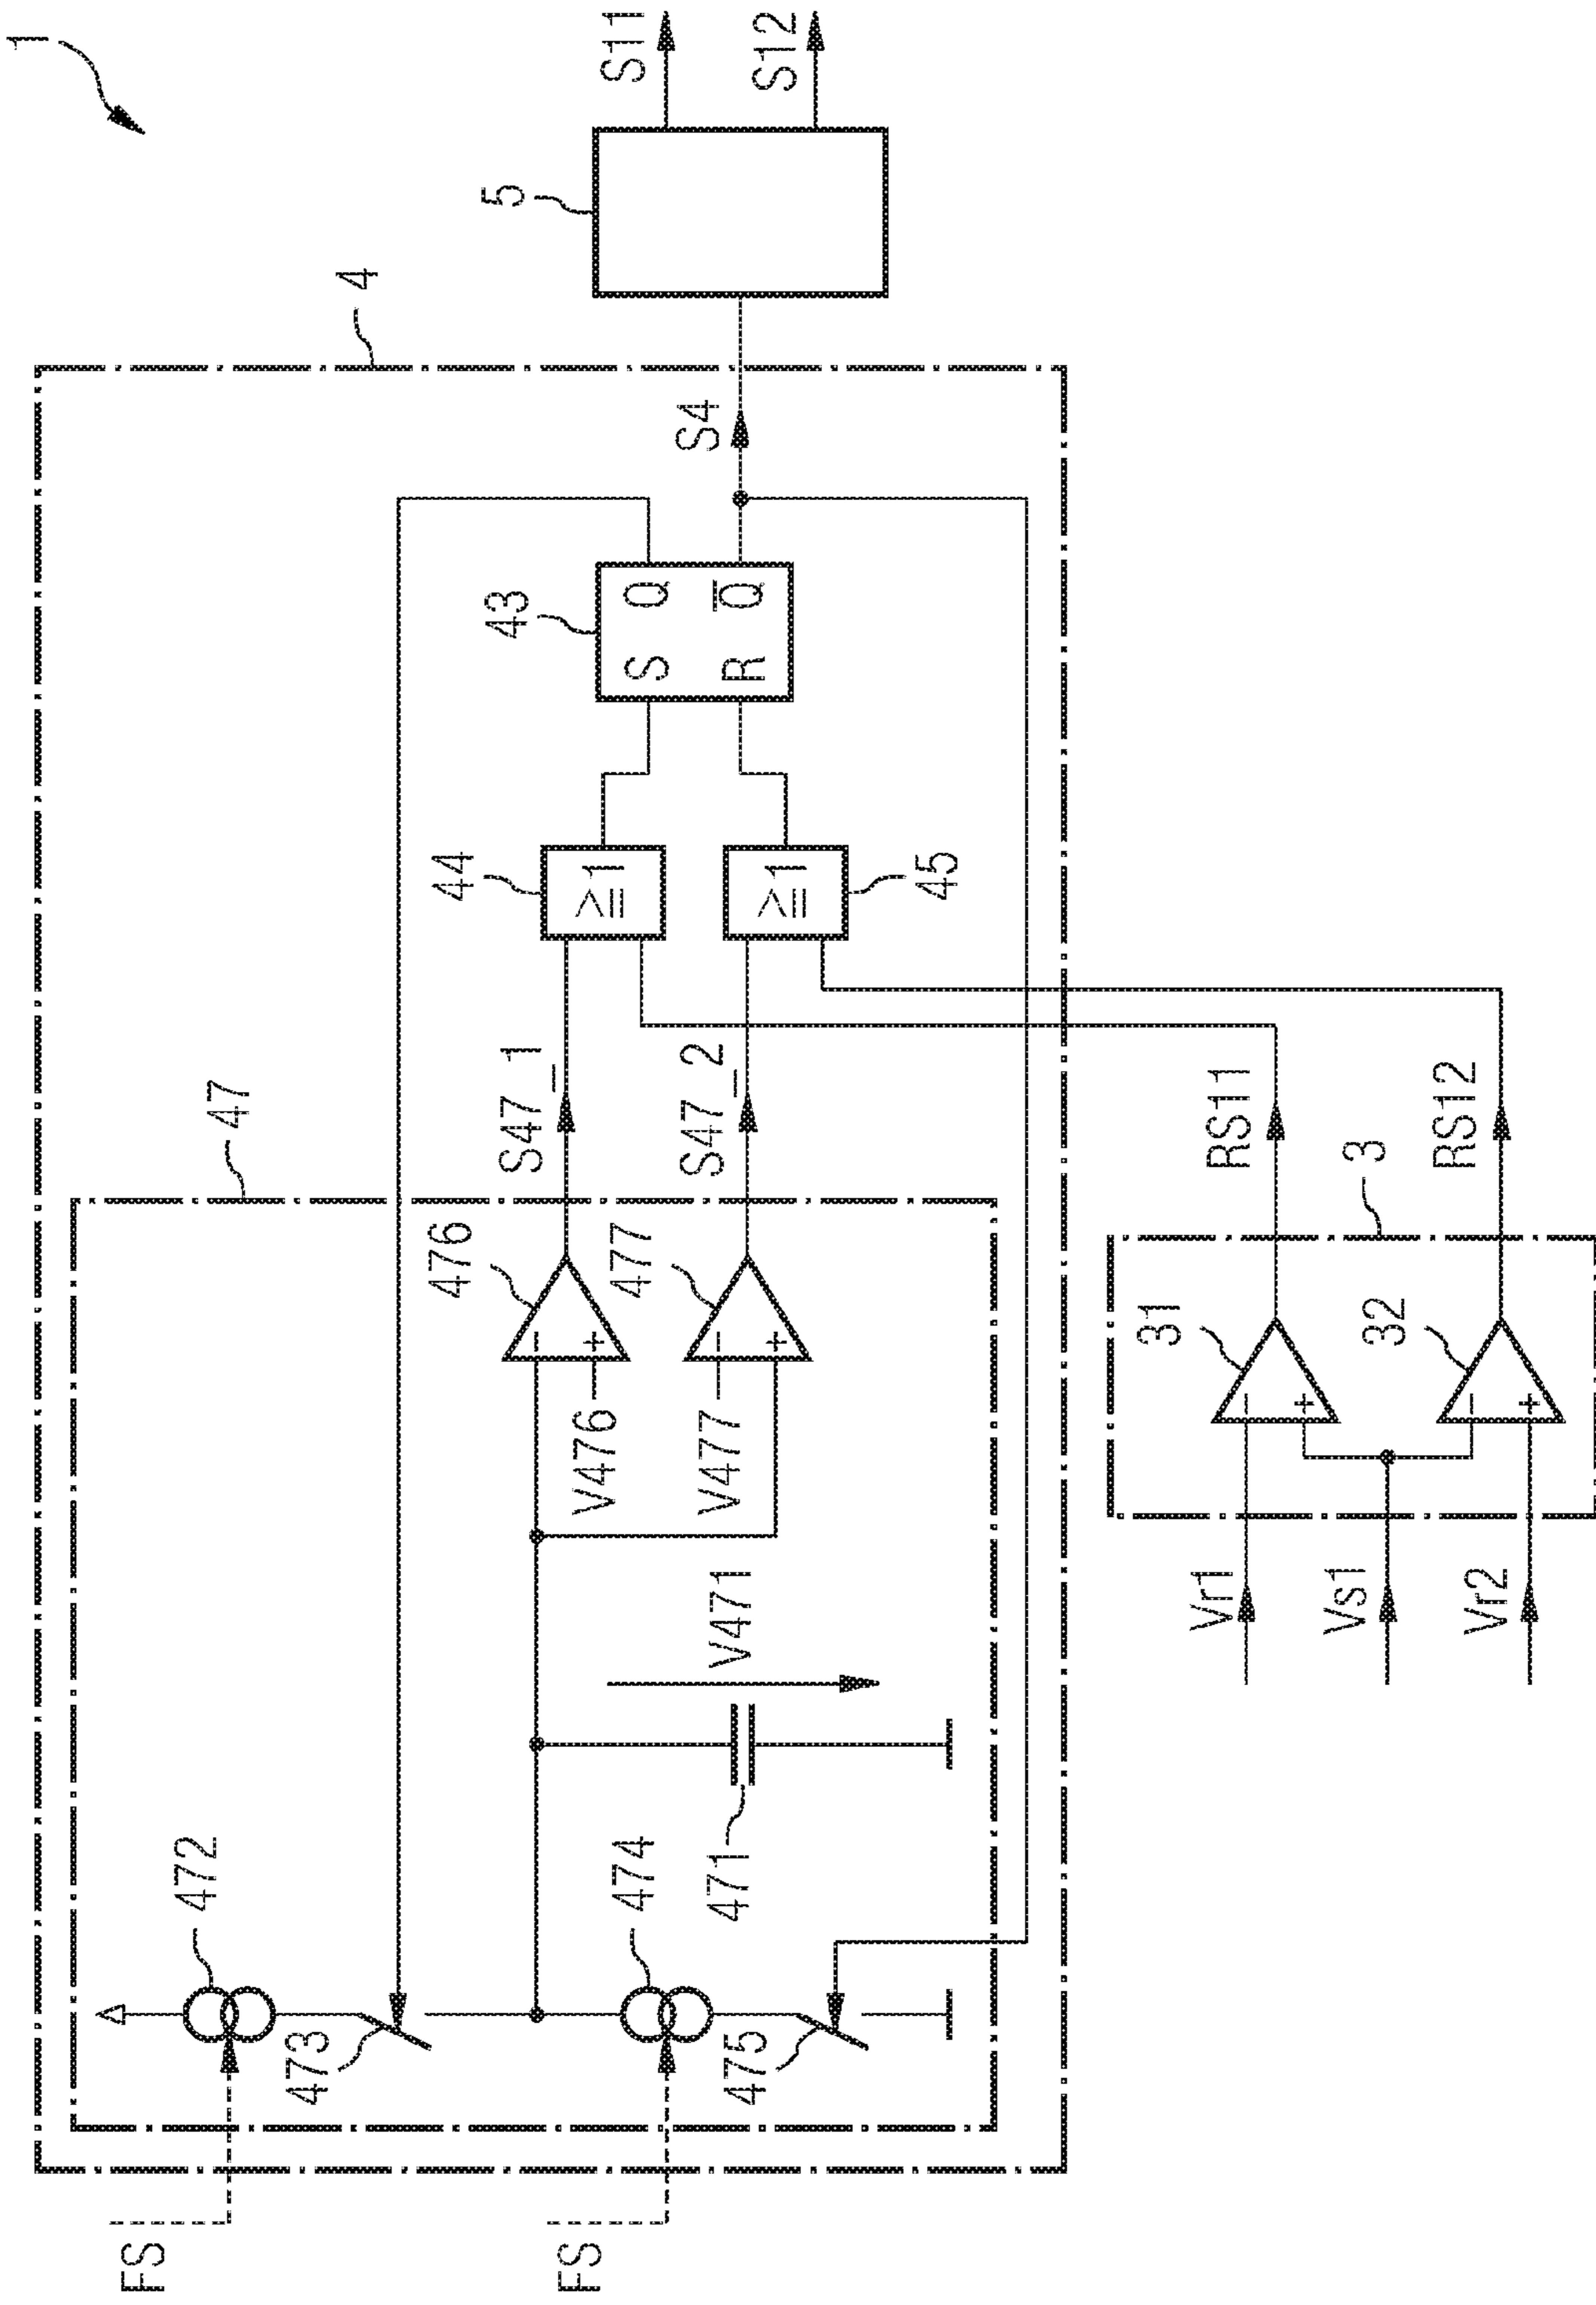 1
S11
S12
5
4
S4
43
S Q
R Q̅
44
≥1
≥1
45
47
S47_1
S47_2
476
477
-
+
-
+
V476
V477
V471
471
472
473
474
475
FS
FS
RS11
RS12
3
31
32
-
+
-
+
Vr1
Vs1
Vr2